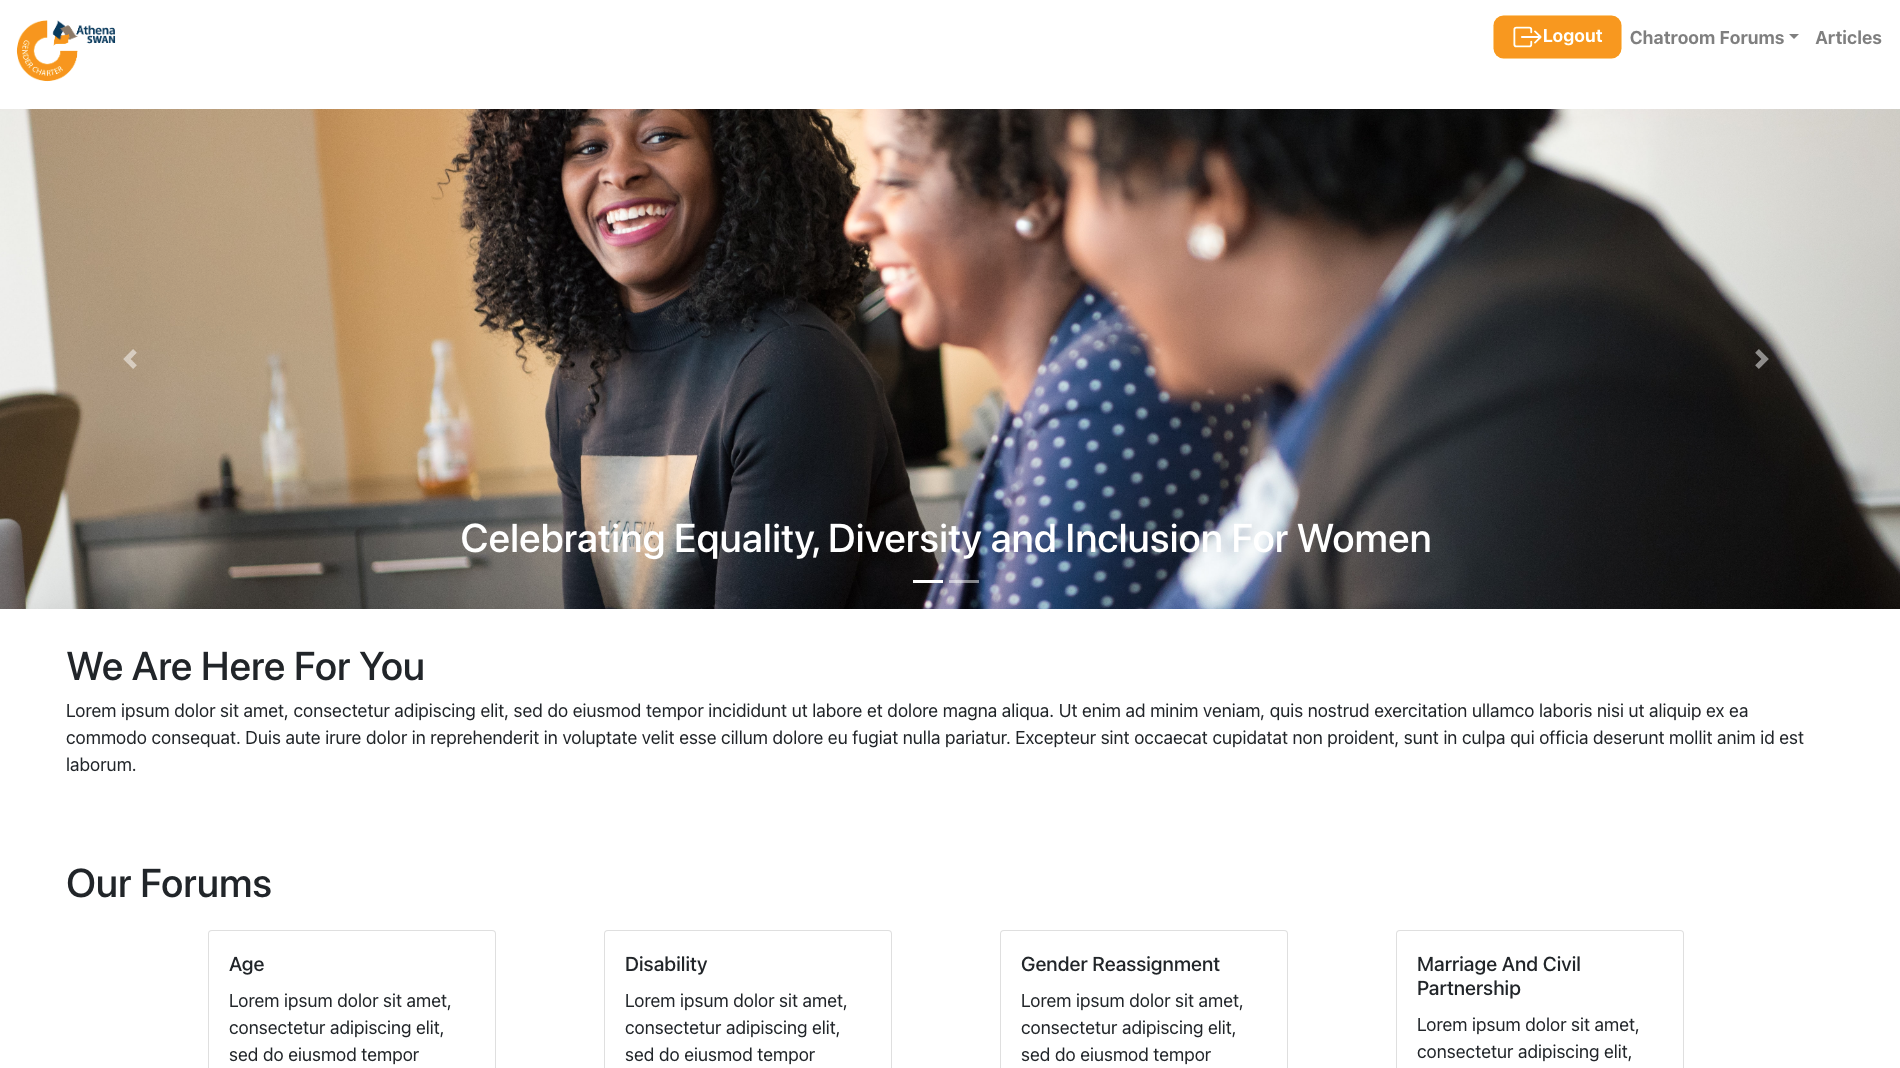 Athena
SWAN
GENDER CHARTER
Logout
Chatroom Forums
Articles
Celebrating Equality, Diversity and Inclusion For Women
We Are Here For You
Lorem ipsum dolor sit amet, consectetur adipiscing elit, sed do eiusmod tempor incididunt ut labore et dolore magna aliqua. Ut enim ad minim veniam, quis nostrud exercitation ullamco laboris nisi ut aliquip ex ea
commodo consequat. Duis aute irure dolor in reprehenderit in voluptate velit esse cillum dolore eu fugiat nulla pariatur. Excepteur sint occaecat cupidatat non proident, sunt in culpa qui officia deserunt mollit anim id est
laborum.
Our Forums
Age
Lorem ipsum dolor sit amet,
consectetur adipiscing elit,
sed do eiusmod tempor
Disability
Lorem ipsum dolor sit amet,
consectetur adipiscing elit,
sed do eiusmod tempor
Gender Reassignment
Lorem ipsum dolor sit amet,
consectetur adipiscing elit,
sed do eiusmod tempor
Marriage And Civil
Partnership
Lorem ipsum dolor sit amet,
consectetur adipiscing elit,